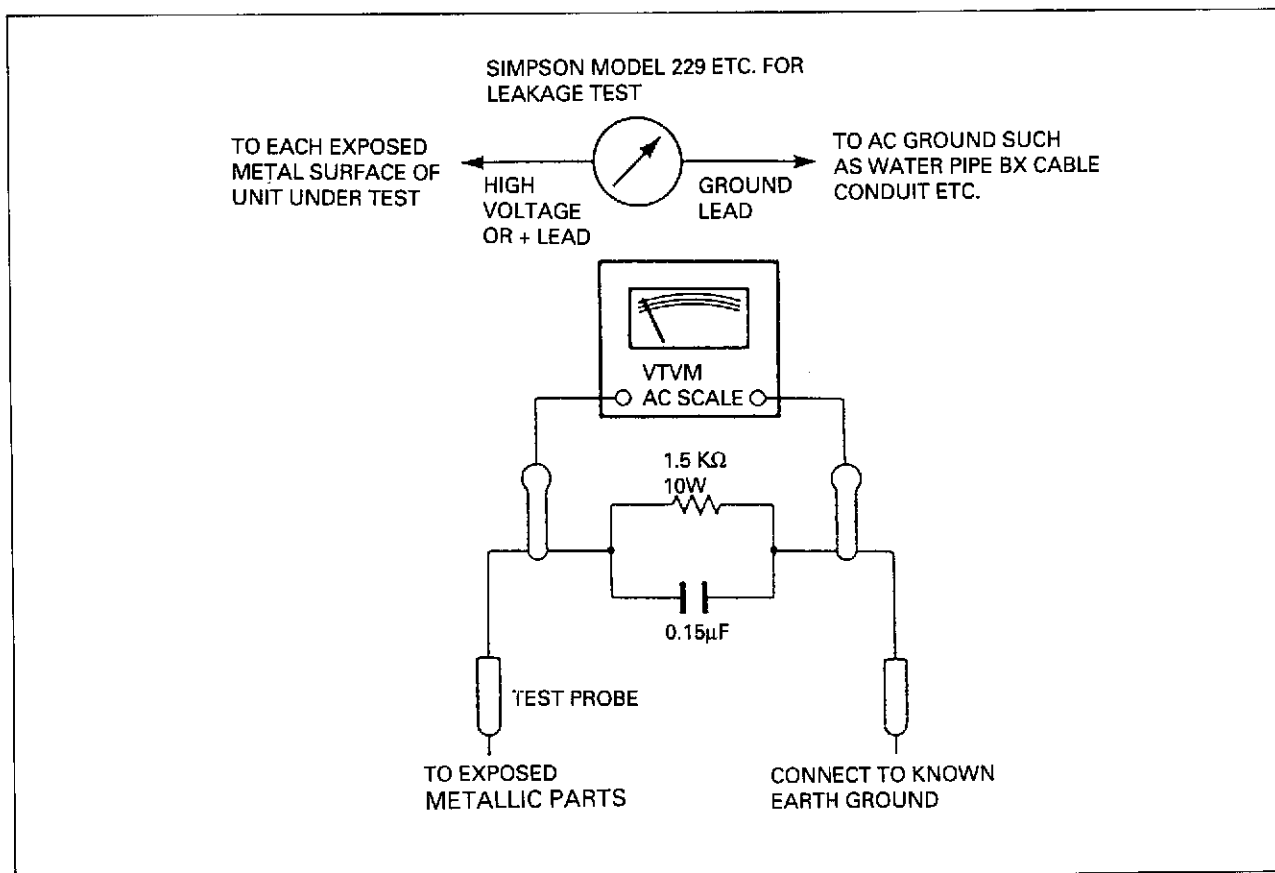 SIMPSON MODEL 229 ETC. FOR
LEAKAGE TEST
TO EACH EXPOSED
METAL SURFACE OF
UNIT UNDER TEST
HIGH
VOLTAGE
OR + LEAD
GROUND
LEAD
TO AC GROUND SUCH
AS WATER PIPE BX CABLE
CONDUIT ETC.
VTVM
AC SCALE
1.5 KΩ
10W
0.15µF
TEST PROBE
TO EXPOSED
METALLIC PARTS
CONNECT TO KNOWN
EARTH GROUND